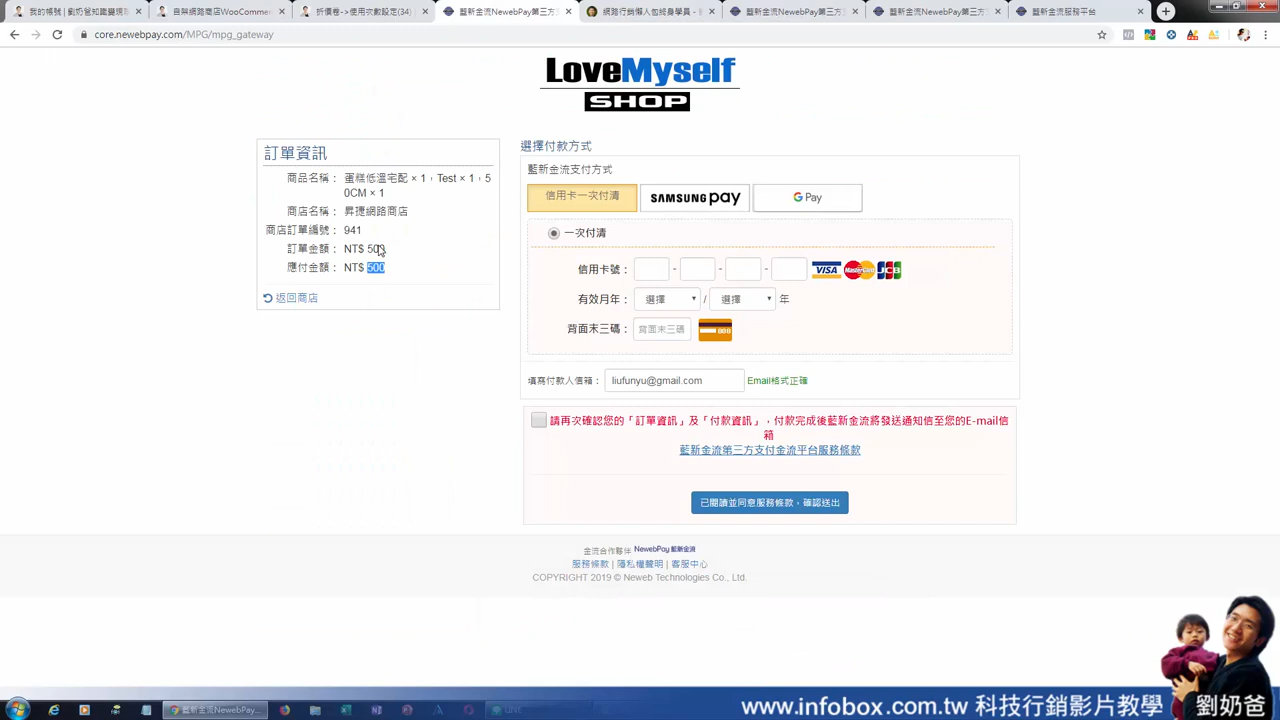 我的帳號 | 劉奶爸知識變現
自架網路商店WooCommer
折價卷->使用次數設定(34)
藍新金流NewebPay第三方
網路行銷懶人包終身學員 -
藍新金流NewebPay第三方
藍新金流NewebPay第三方
藍新金流服務平台
core.newebpay.com/MPG/mpg_gateway
LoveMyself
SHOP
訂單資訊
商品名稱： 蛋糕低溫宅配 × 1，Test × 1，5
0CM × 1
商店名稱： 昇捷網路商店
商店訂單編號： 941
訂單金額： NT$ 500
應付金額： NT$ 500
返回商店
選擇付款方式
藍新金流支付方式
信用卡一次付清
SAMSUNG pay
G Pay
一次付清
信用卡號： - - - VISA MasterCard JCB
有效月年： 選擇 / 選擇 年
背面末三碼： 背面末三碼
填寫付款人信箱： liufunyu@gmail.com Email格式正確
請再次確認您的「訂單資訊」及「付款資訊」，付款完成後藍新金流將發送通知信至您的E-mail信
箱
藍新金流第三方支付金流平台服務條款
已閱讀並同意服務條款，確認送出
金流合作夥伴 NewebPay 藍新金流
服務條款 | 隱私權聲明 | 客服中心
COPYRIGHT 2019 © Neweb Technologies Co., Ltd.
藍新金流NewebPay...
LINE
www.infobox.com.tw 科技行銷影片教學
劉奶爸